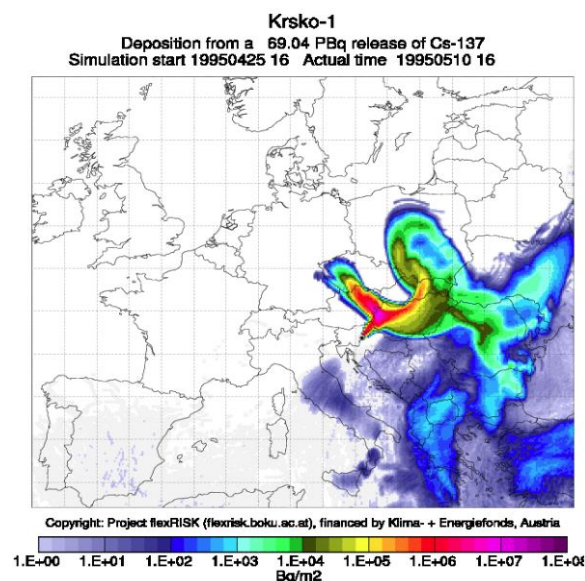 Krsko-1
Deposition from a 69.04 PBq release of Cs-137
Simulation start 19950425 16 Actual time 19950510 16
Copyright: Project flexRISK (flexrisk.boku.ac.at), financed by Klima- + Energiefonds, Austria
1.E+00 1.E+01 1.E+02 1.E+03 1.E+04 1.E+05 1.E+06 1.E+07 1.E+08
Bq/m2